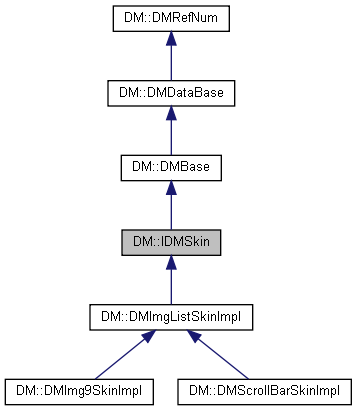 DM::DMRefNum
DM::DMDataBase
DM::DMBase
DM::IDMSkin
DM::DMImgListSkinImpl
DM::DMImg9SkinImpl
DM::DMScrollBarSkinImpl